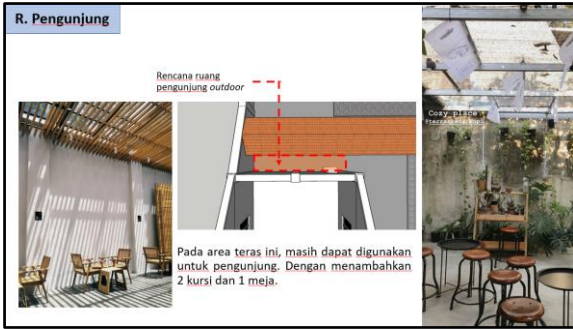 R. Pengunjung
Rencana ruang
pengunjung outdoor
Cozy place
Pada area teras ini, masih dapat digunakan
untuk pengunjung. Dengan menambahkan
2 kursi dan 1 meja.